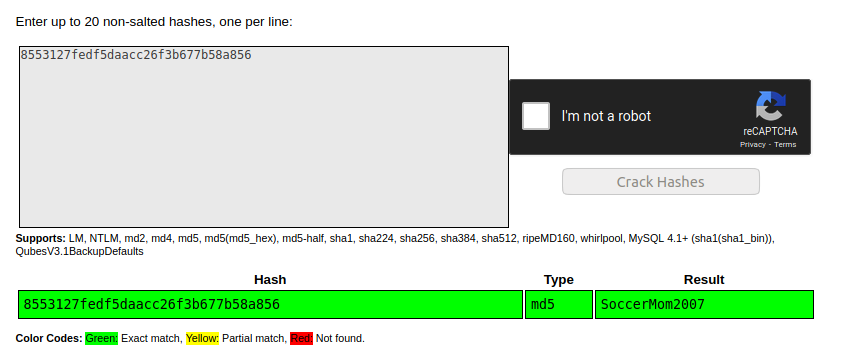 Enter up to 20 non-salted hashes, one per line:
8553127fedf5daacc26f3b677b58a856
I'm not a robot
reCAPTCHA
Privacy - Terms
Crack Hashes
Supports: LM, NTLM, md2, md4, md5, md5(md5_hex), md5-half, sha1, sha224, sha256, sha384, sha512, ripeMD160, whirlpool, MySQL 4.1+ (sha1(sha1_bin)),
QubesV3.1BackupDefaults
Hash Type Result
8553127fedf5daacc26f3b677b58a856 md5 SoccerMom2007
Color Codes: Green: Exact match, Yellow: Partial match, Red: Not found.